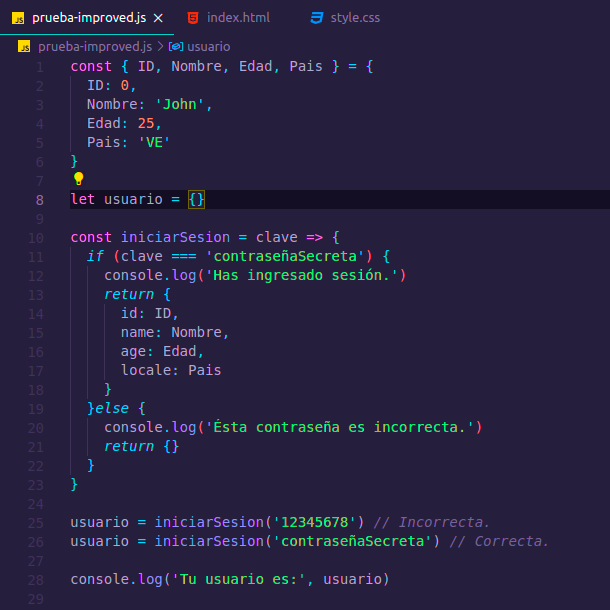 JS prueba-improved.js × index.html style.css
JS prueba-improved.js > usuario
1 const { ID, Nombre, Edad, Pais } = {
2 ID: 0,
3 Nombre: 'John',
4 Edad: 25,
5 Pais: 'VE'
6 }
7
8 let usuario = {}
9
10 const iniciarSesion = clave => {
11 if (clave === 'contraseñaSecreta') {
12 console.log('Has ingresado sesión.')
13 return {
14 id: ID,
15 name: Nombre,
16 age: Edad,
17 locale: Pais
18 }
19 }else {
20 console.log('Ésta contraseña es incorrecta.')
21 return {}
22 }
23 }
24
25 usuario = iniciarSesion('12345678') // Incorrecta.
26 usuario = iniciarSesion('contraseñaSecreta') // Correcta.
27
28 console.log('Tu usuario es:', usuario)
29